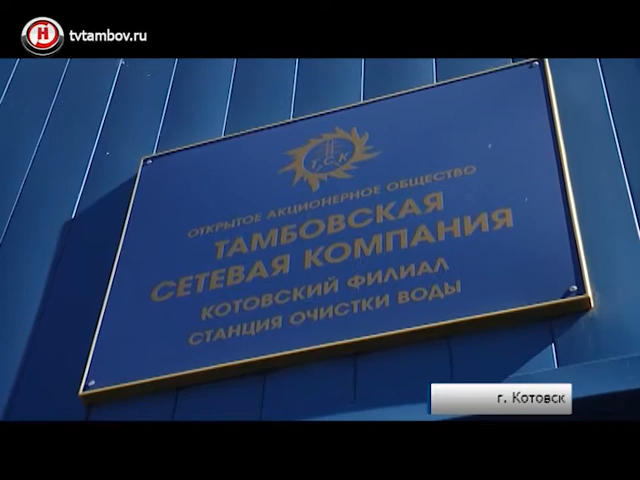 Н
tvtambov.ru
Т.С.К
ОТКРЫТОЕ АКЦИОНЕРНОЕ ОБЩЕСТВО
ТАМБОВСКАЯ
СЕТЕВАЯ КОМПАНИЯ
КОТОВСКИЙ ФИЛИАЛ
СТАНЦИЯ ОЧИСТКИ ВОДЫ
г. Котовск